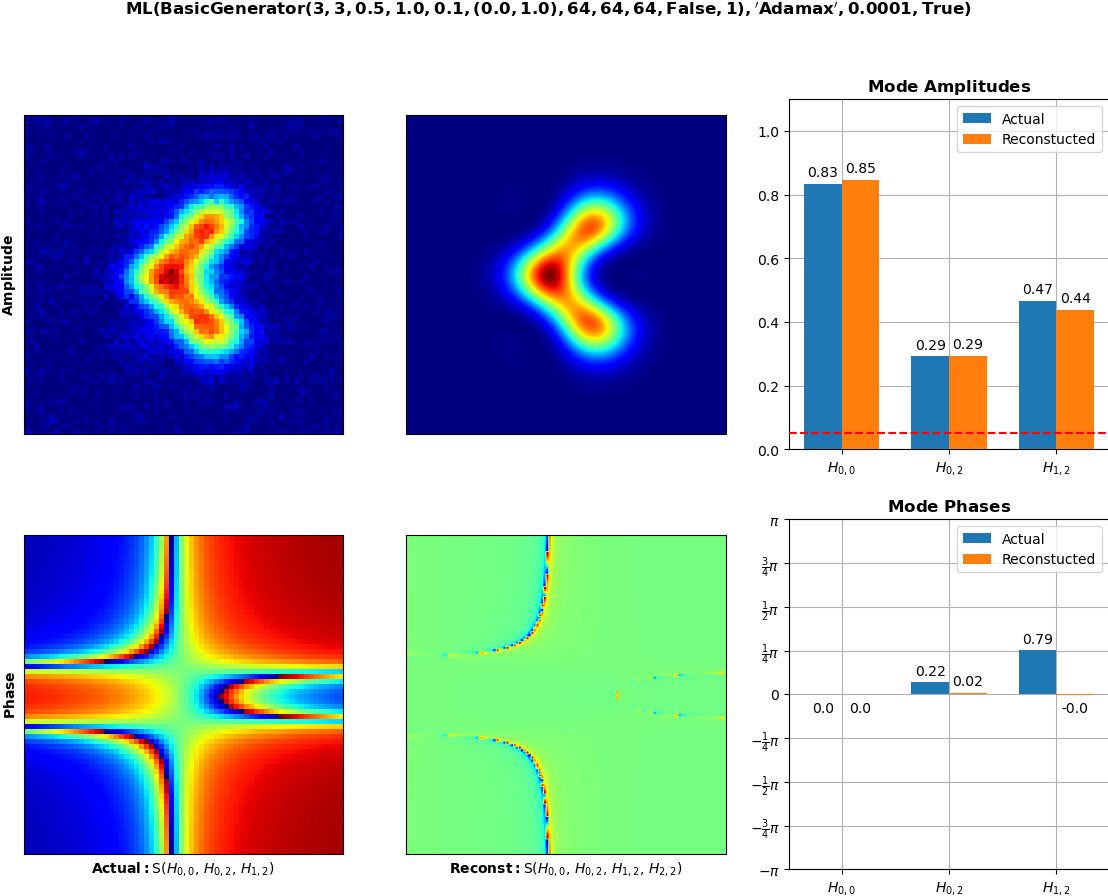 ML(BasicGenerator(3, 3, 0.5, 1.0, 0.1, (0.0, 1.0), 64, 64, 64, False, 1), ′Adamax′, 0.0001, True)
Amplitude
Mode Amplitudes
Actual
Reconstucted
1.0
0.8
0.6
0.4
0.2
0.0
0.83 0.85
0.29 0.29
0.47 0.44
H0,0 H0,2 H1,2
Phase
Actual: S(H0,0, H0,2, H1,2)
Reconst: S(H0,0, H0,2, H1,2, H2,2)
Mode Phases
Actual
Reconstucted
π
3/4π
1/2π
1/4π
0
−1/4π
−1/2π
−3/4π
−π
0.0 0.0
0.22 0.02
0.79 -0.0
H0,0 H0,2 H1,2